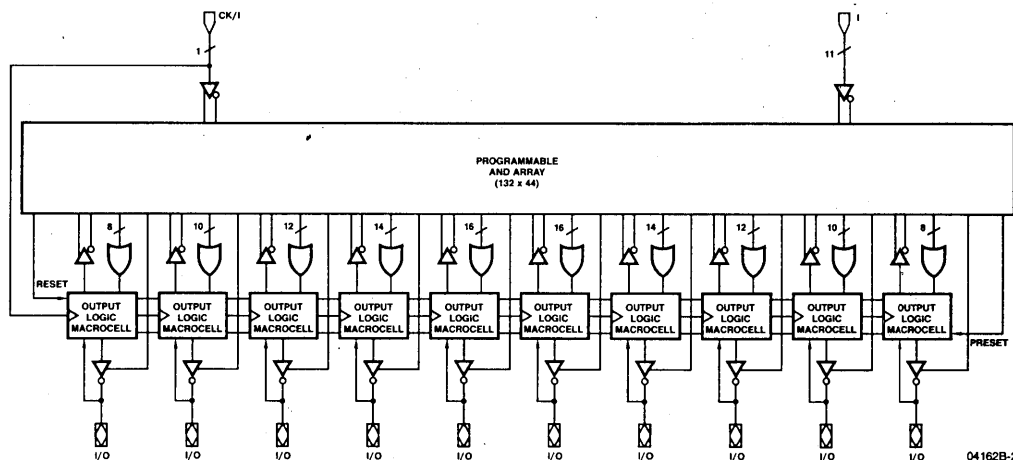 CK/I
I
1
11
PROGRAMMABLE
AND ARRAY
(132 x 44)
8
10
12
14
16
16
14
12
10
8
RESET
OUTPUT
LOGIC
MACROCELL
OUTPUT
LOGIC
MACROCELL
OUTPUT
LOGIC
MACROCELL
OUTPUT
LOGIC
MACROCELL
OUTPUT
LOGIC
MACROCELL
OUTPUT
LOGIC
MACROCELL
OUTPUT
LOGIC
MACROCELL
OUTPUT
LOGIC
MACROCELL
OUTPUT
LOGIC
MACROCELL
OUTPUT
LOGIC
MACROCELL
PRESET
I/O
I/O
I/O
I/O
I/O
I/O
I/O
I/O
I/O
I/O
04162B-2